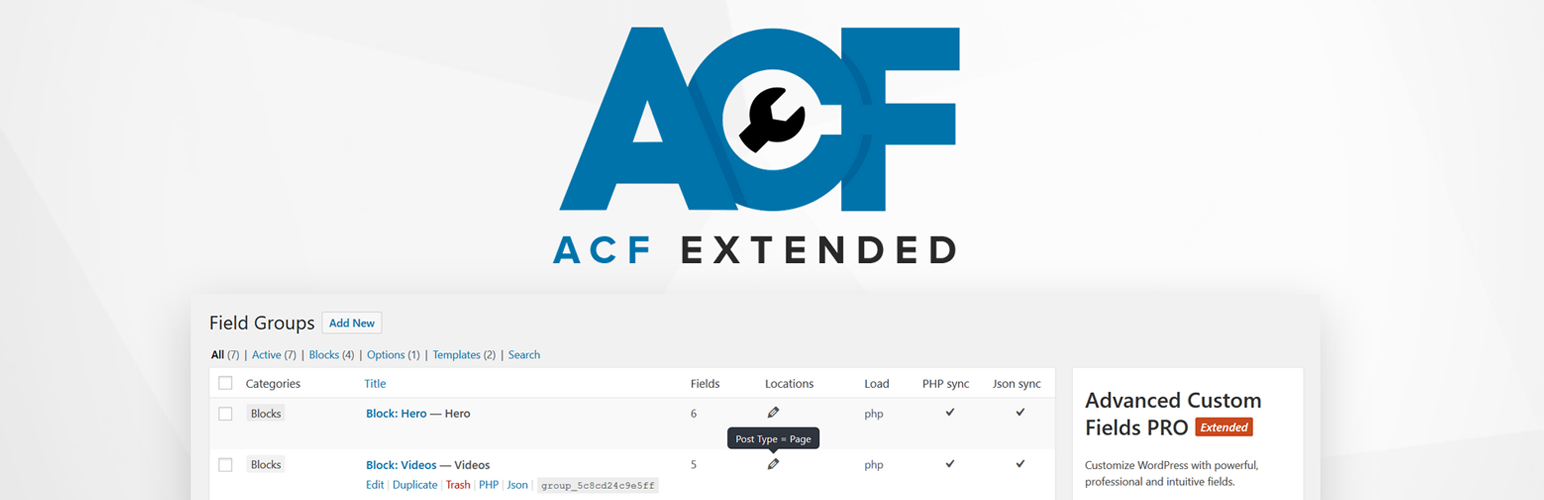 ACF
ACF EXTENDED
Field Groups Add New
All (7) | Active (7) | Blocks (4) | Options (1) | Templates (2) | Search
Categories Title Fields Locations Load PHP sync Json sync
Blocks Block: Hero — Hero 6 php
Post Type = Page
Blocks Block: Videos — Videos 5 php
Edit | Duplicate | Trash | PHP | Json | group_5c8cd24c9e5ff
Advanced Custom
Fields PRO Extended
Customize WordPress with powerful,
professional and intuitive fields.